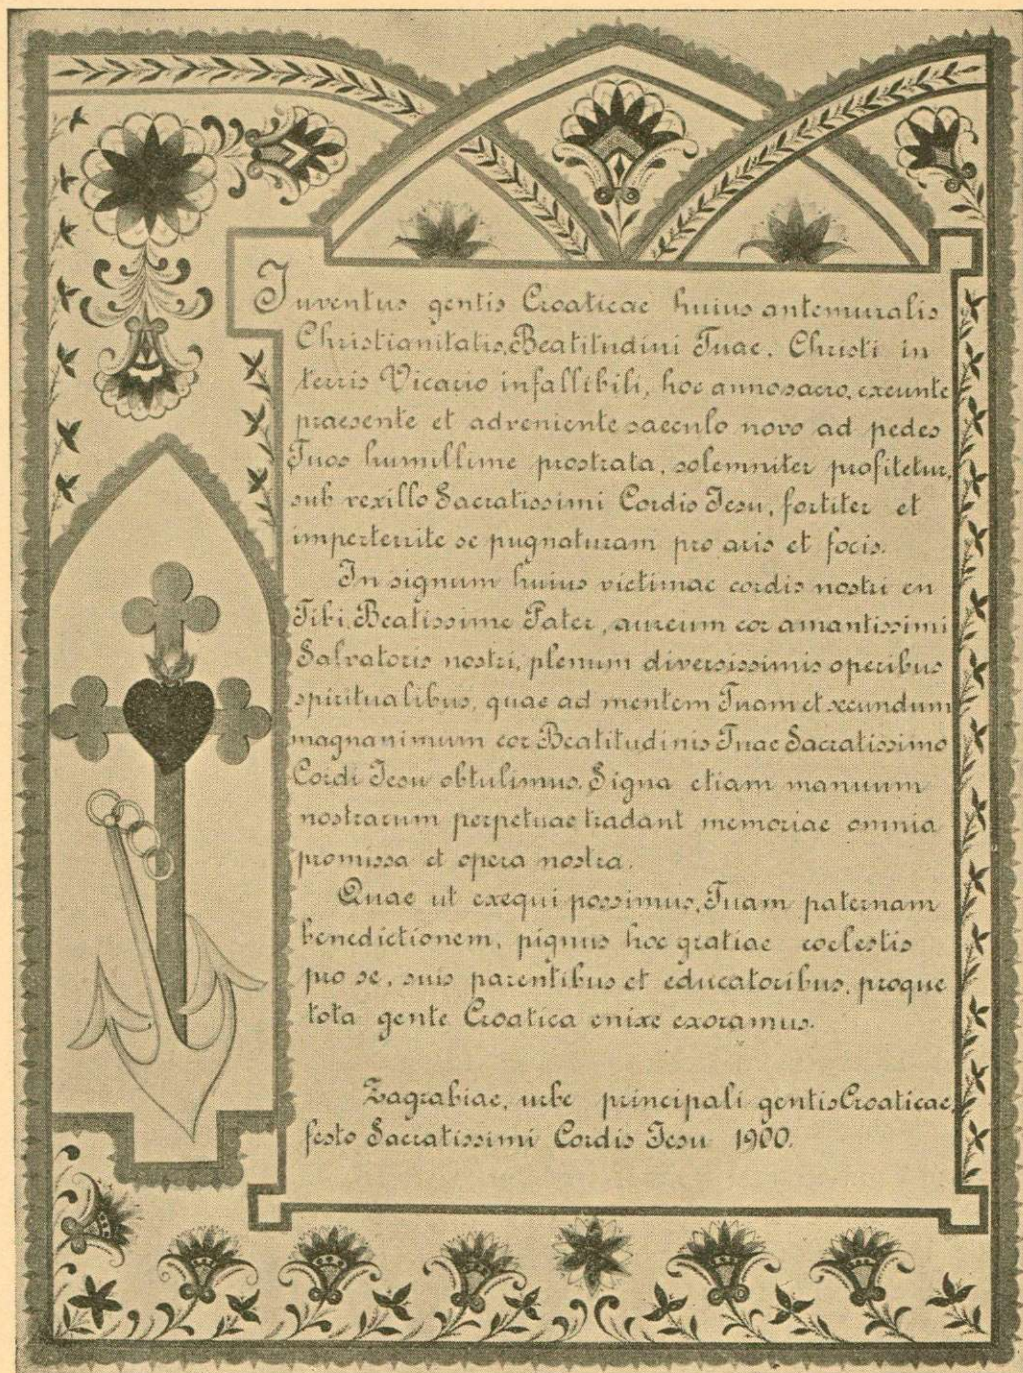 Juventus gentis Croaticae huius antemuralis
Christianitatis, Beatitudini Tuae, Christi in
terris Vicario infallibili, hoc anno sacro, exeunte
praesente et adveniente saeculo novo ad pedes
Tuos humillime prostrata, solemniter profitetur,
sub vexillo Sacratissimi Cordis Jesu, fortiter et
imperterrite se pugnaturam pro aris et focis.
In signum huius victimae cordis nostri en
Tibi, Beatissime Pater, aureum cor amantissimi
Salvatoris nostri, plenum diversissimis operibus
spiritualibus, quae ad mentem Tuam et secundum
magnanimum cor Beatitudinis Tuae Sacratissimo
Cordi Jesu obtulimus. Signa etiam manuum
nostrarum perpetuae tradant memoriae omnia
promissa et opera nostra.
Quae ut exequi possimus, Tuam paternam
benedictionem, pignus hoc gratiae coelestis
pro se, suis parentibus et educatoribus, proque
tota gente Croatica enixe exoramus.
Zagrabiae, urbe principali gentis Croaticae,
festo Sacratissimi Cordis Jesu 1900.